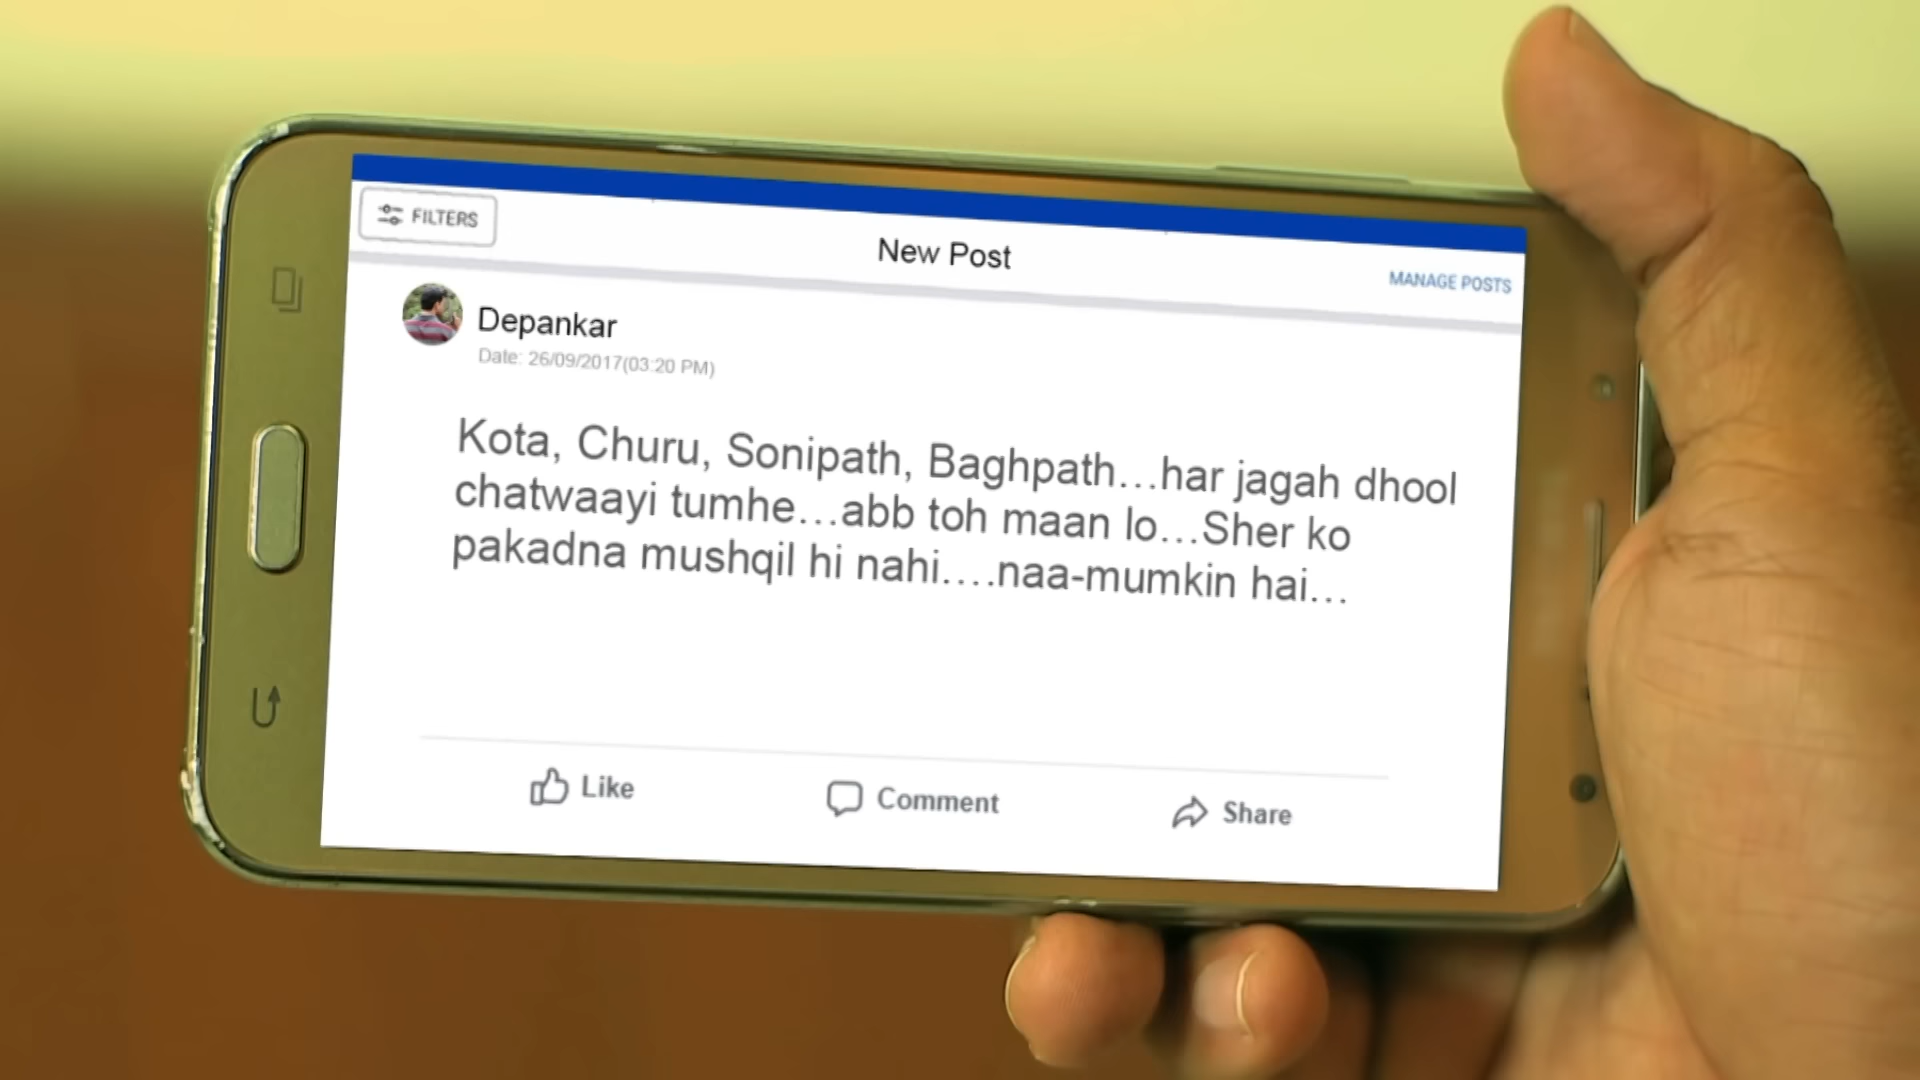 FILTERS
New Post
MANAGE POSTS
Depankar
Date: 26/09/2017(03:20 PM)
Kota, Churu, Sonipath, Baghpath...har jagah dhool
chatwaayi tumhe...abb toh maan lo...Sher ko
pakadna mushqil hi nahi....naa-mumkin hai...
Like
Comment
Share